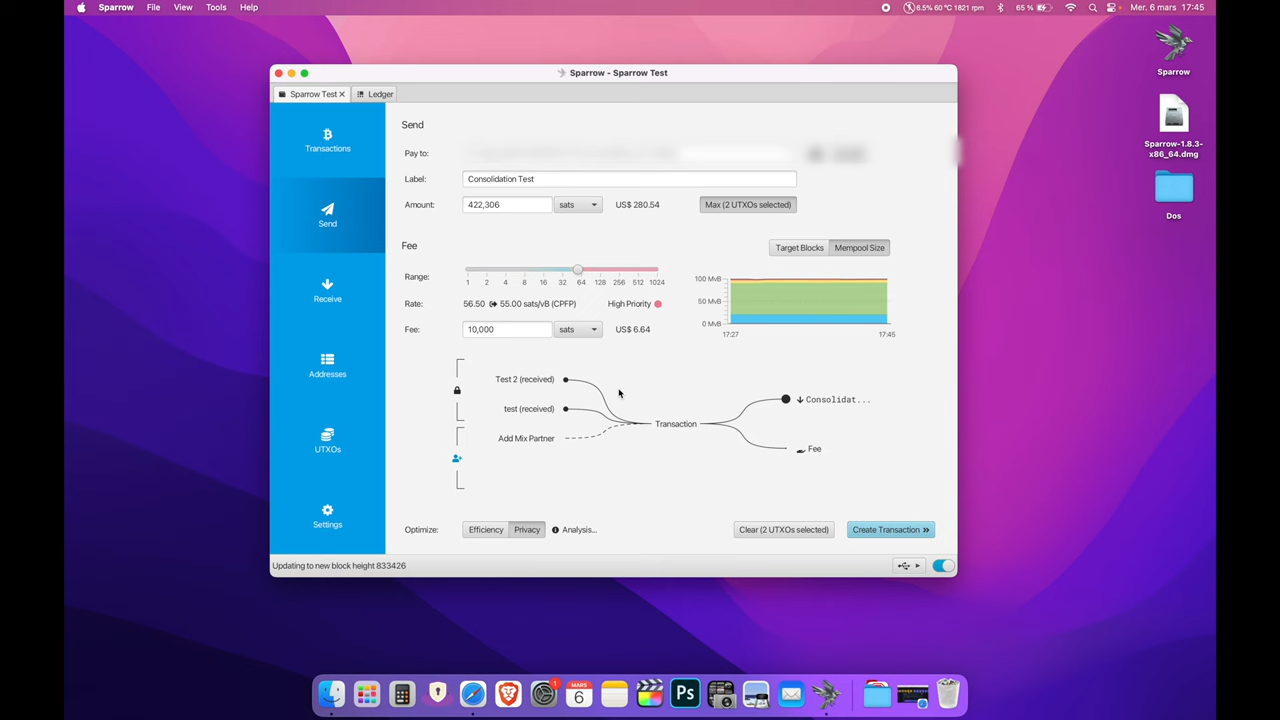 Sparrow File View Tools Help 6.5% 60 °C 1821 rpm 65 % Mer. 6 mars 17:45
Sparrow - Sparrow Test
Sparrow Test Ledger
Transactions
Send
Receive
Addresses
UTXOs
Settings
Send
Pay to:
Label: Consolidation Test
Amount: 422,306 sats US$ 280.54 Max (2 UTXOs selected)
Fee Target Blocks Mempool Size
Range: 1 2 4 8 16 32 64 128 256 512 1024
100 MvB
50 MvB
0 MvB
17:27 17:45
Rate: 56.50 55.00 sats/vB (CPFP) High Priority
Fee: 10,000 sats US$ 6.64
Test 2 (received)
test (received)
Add Mix Partner
Transaction
Consolidat...
Fee
Optimize: Efficiency Privacy Analysis... Clear (2 UTXOs selected) Create Transaction
Updating to new block height 833426
Sparrow
Sparrow-1.8.3-
x86_64.dmg
Dos
1
MARS
6
Ps